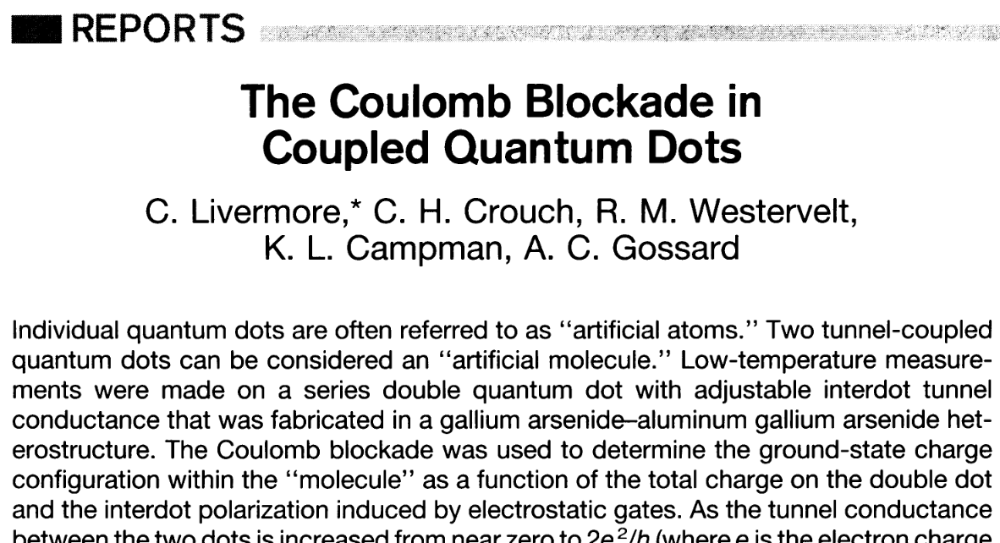 REPORTS
The Coulomb Blockade in
Coupled Quantum Dots
C. Livermore,* C. H. Crouch, R. M. Westervelt,
K. L. Campman, A. C. Gossard
Individual quantum dots are often referred to as ‘‘artificial atoms.’’ Two tunnel-coupled
quantum dots can be considered an ‘‘artificial molecule.’’ Low-temperature measure-
ments were made on a series double quantum dot with adjustable interdot tunnel
conductance that was fabricated in a gallium arsenide–aluminum gallium arsenide het-
erostructure. The Coulomb blockade was used to determine the ground-state charge
configuration within the ‘‘molecule’’ as a function of the total charge on the double dot
and the interdot polarization induced by electrostatic gates. As the tunnel conductance
between the two dots is increased from near zero to 2e²/h (where e is the electron charge